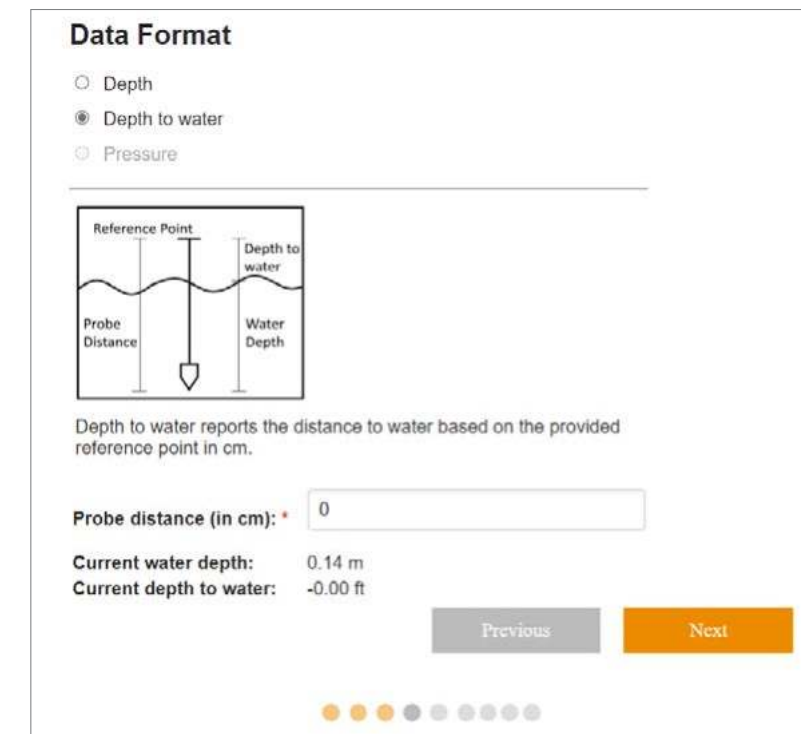 Data Format
Depth
Depth to water
Pressure
Reference Point
Depth to
water
Probe
Distance
Water
Depth
Depth to water reports the distance to water based on the provided
reference point in cm.
Probe distance (in cm): * 0
Current water depth: 0.14 m
Current depth to water: -0.00 ft
Previous Next